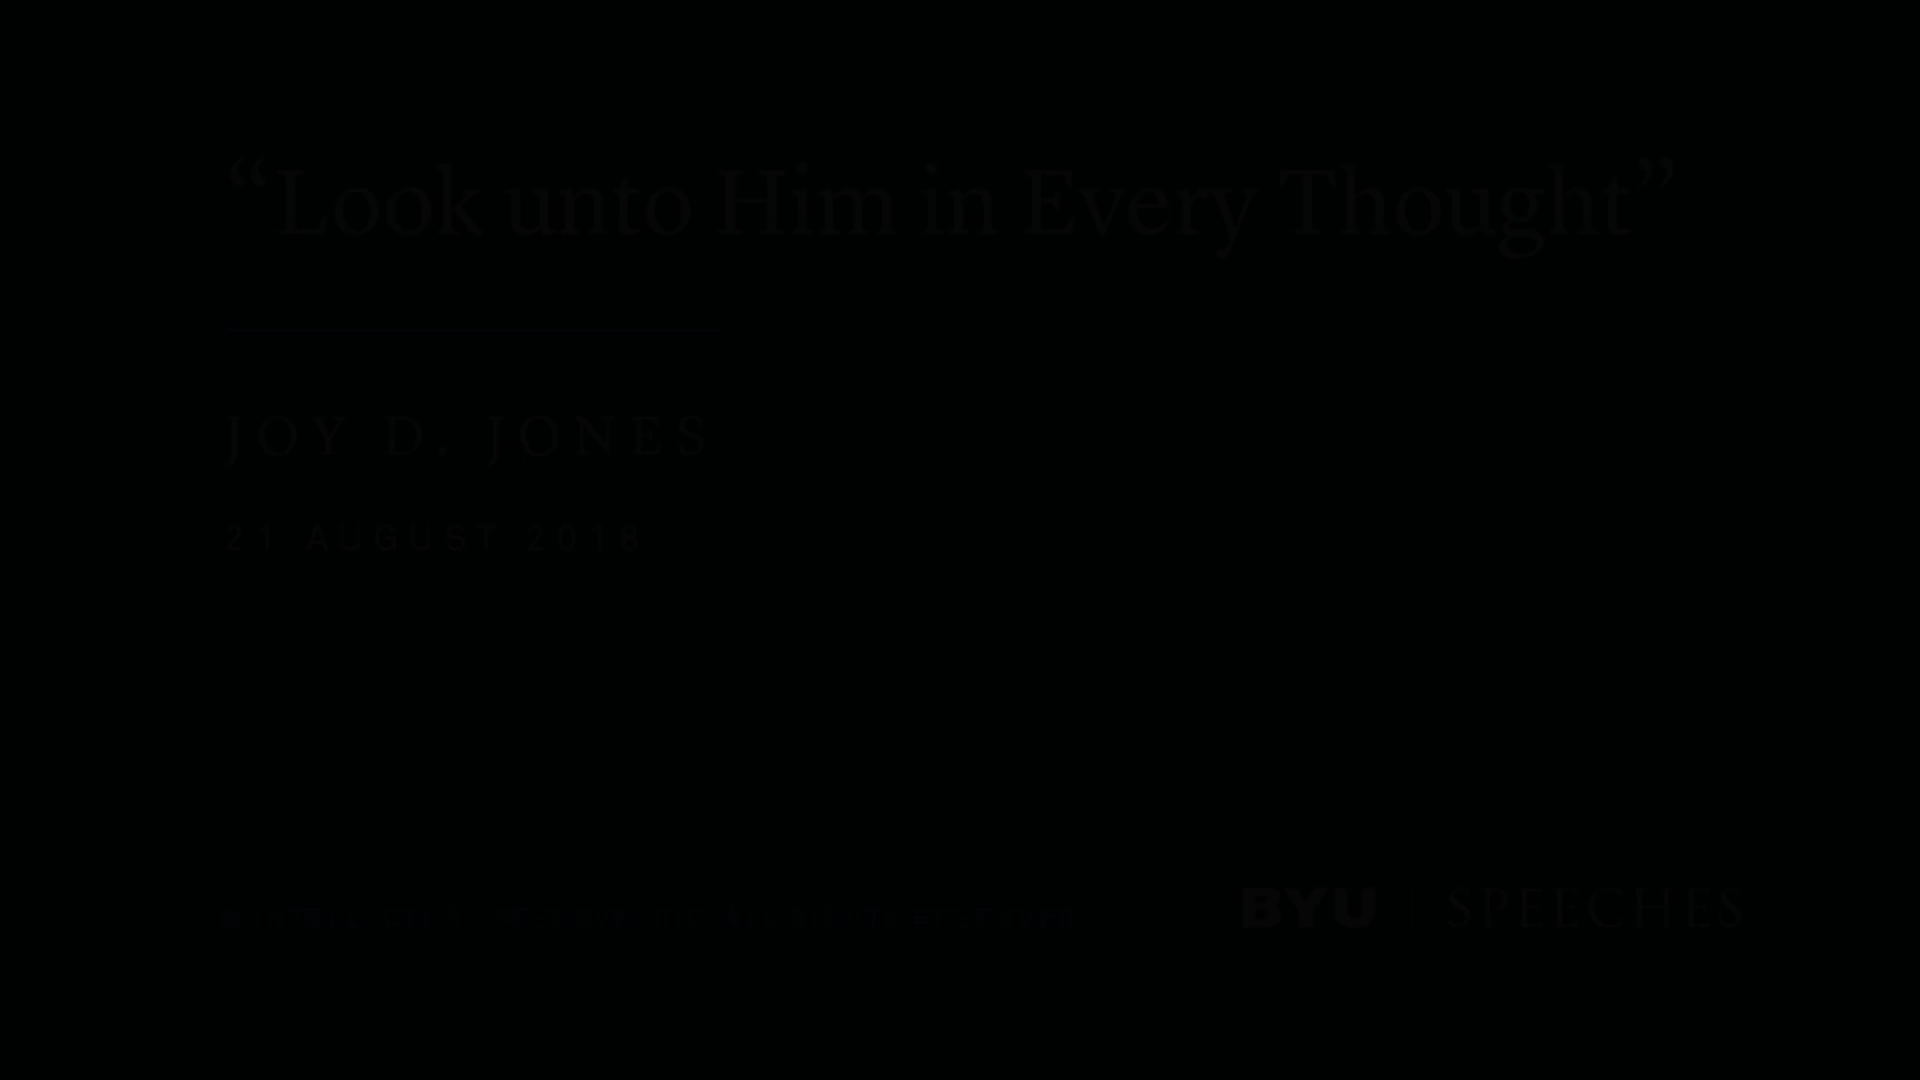 “Look unto Him in Every Thought”
JOY D. JONES
21 AUGUST 2018
BYU | SPEECHES